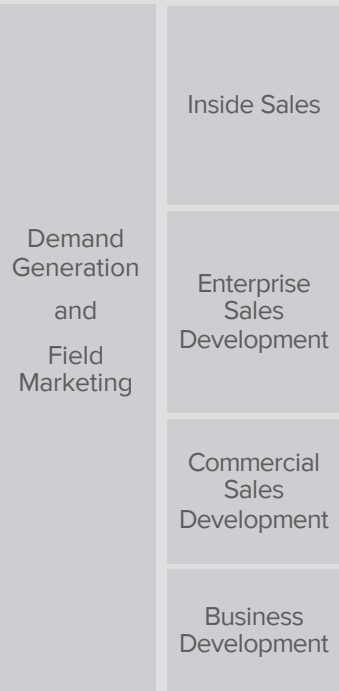 Demand
Generation
and
Field
Marketing
Inside Sales
Enterprise
Sales
Development
Commercial
Sales
Development
Business
Development